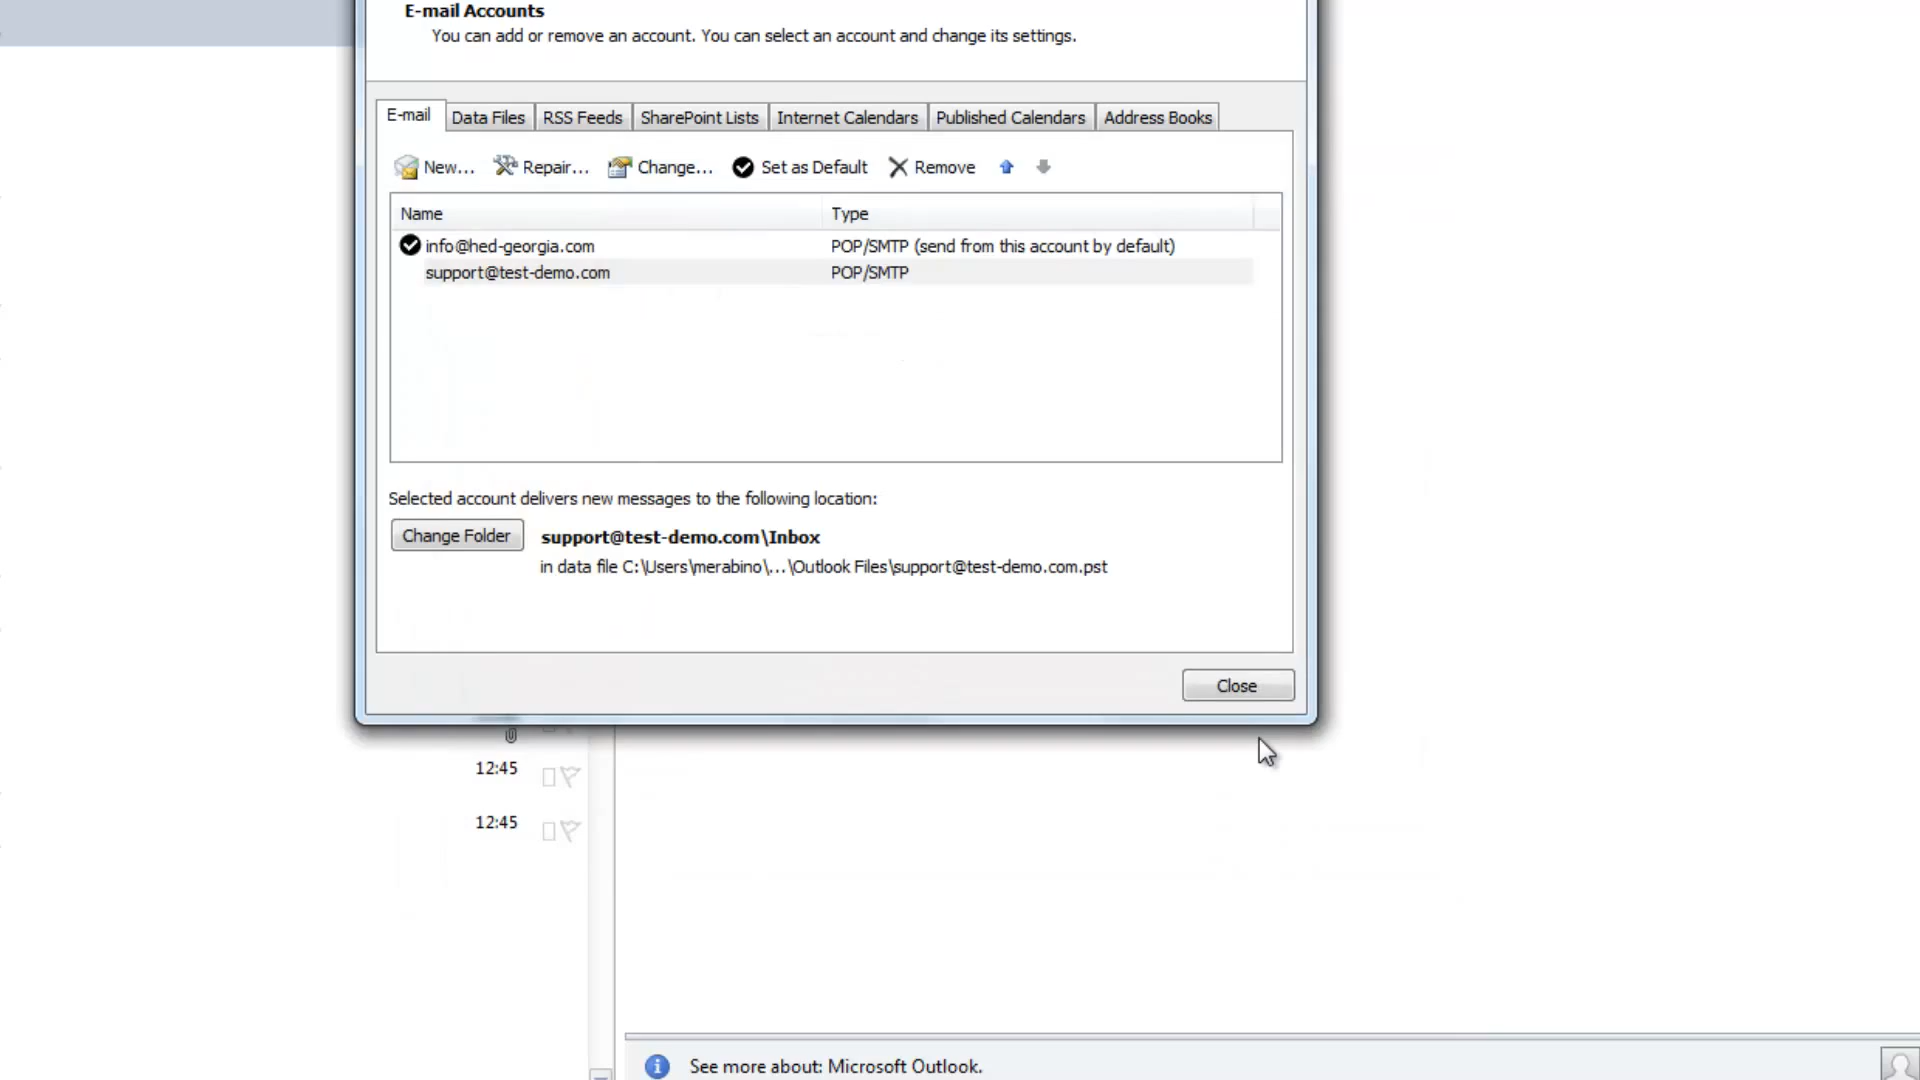 E-mail Accounts
You can add or remove an account. You can select an account and change its settings.
E-mail Data Files RSS Feeds SharePoint Lists Internet Calendars Published Calendars Address Books
New... Repair... Change... Set as Default Remove
Name Type
info@hed-georgia.com POP/SMTP (send from this account by default)
support@test-demo.com POP/SMTP
Selected account delivers new messages to the following location:
Change Folder support@test-demo.com\Inbox
in data file C:\Users\merabino\...\Outlook Files\support@test-demo.com.pst
Close
12:45
12:45
See more about: Microsoft Outlook.